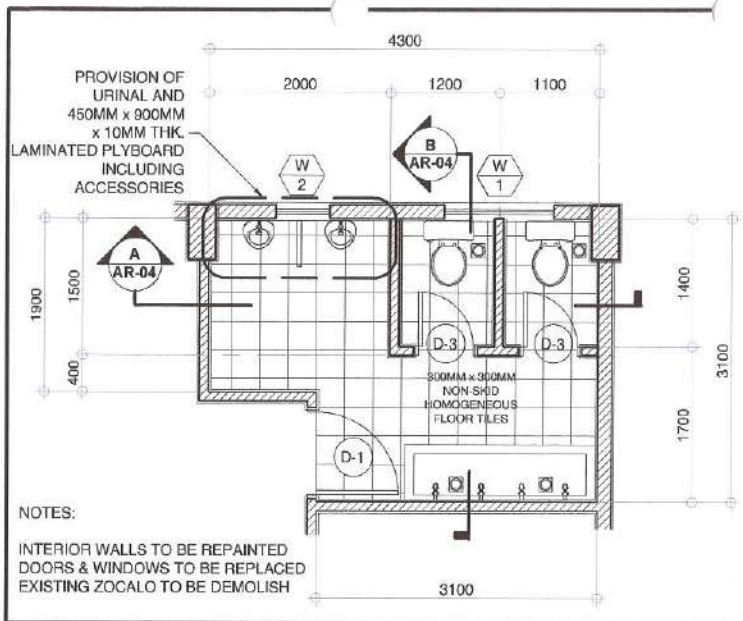 4300
2000
1200
1100
PROVISION OF
URINAL AND
450MM x 900MM
x 10MM THK.
LAMINATED PLYBOARD
INCLUDING
ACCESSORIES
W
2
B
AR-04
W
1
A
AR-04
1900
1500
400
1400
3100
1700
D-3
D-3
300MM x 300MM
NON-SKID
HOMOGENEOUS
FLOOR TILES
D-1
NOTES:
INTERIOR WALLS TO BE REPAINTED
DOORS & WINDOWS TO BE REPLACED
EXISTING ZOCALO TO BE DEMOLISH
3100